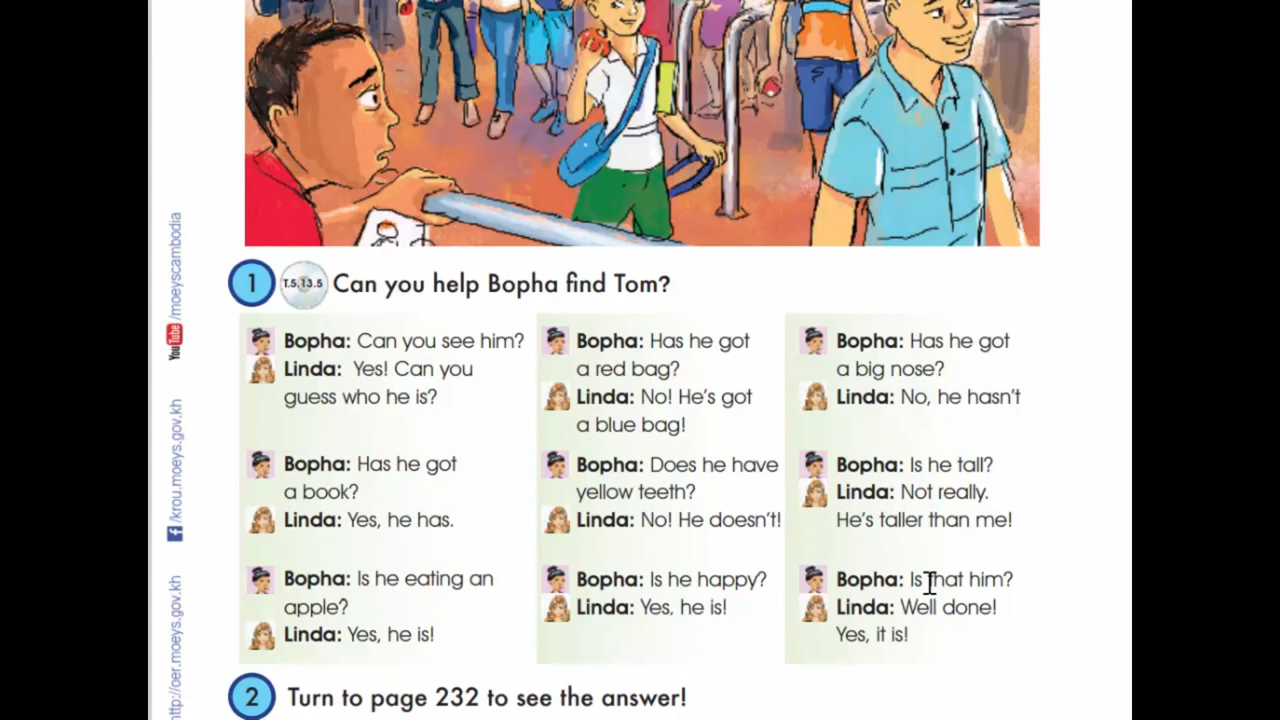 1 T.5.13.5 Can you help Bopha find Tom?
Bopha: Can you see him?
Linda: Yes! Can you
guess who he is?
Bopha: Has he got
a book?
Linda: Yes, he has.
Bopha: Is he eating an
apple?
Linda: Yes, he is!
Bopha: Has he got
a red bag?
Linda: No! He's got
a blue bag!
Bopha: Does he have
yellow teeth?
Linda: No! He doesn't!
Bopha: Is he happy?
Linda: Yes, he is!
Bopha: Has he got
a big nose?
Linda: No, he hasn't
Bopha: Is he tall?
Linda: Not really.
He's taller than me!
Bopha: Is that him?
Linda: Well done!
Yes, it is!
2 Turn to page 232 to see the answer!
YouTube /moeyscambodia
f /krou.moeys.gov.kh
http://oer.moeys.gov.kh